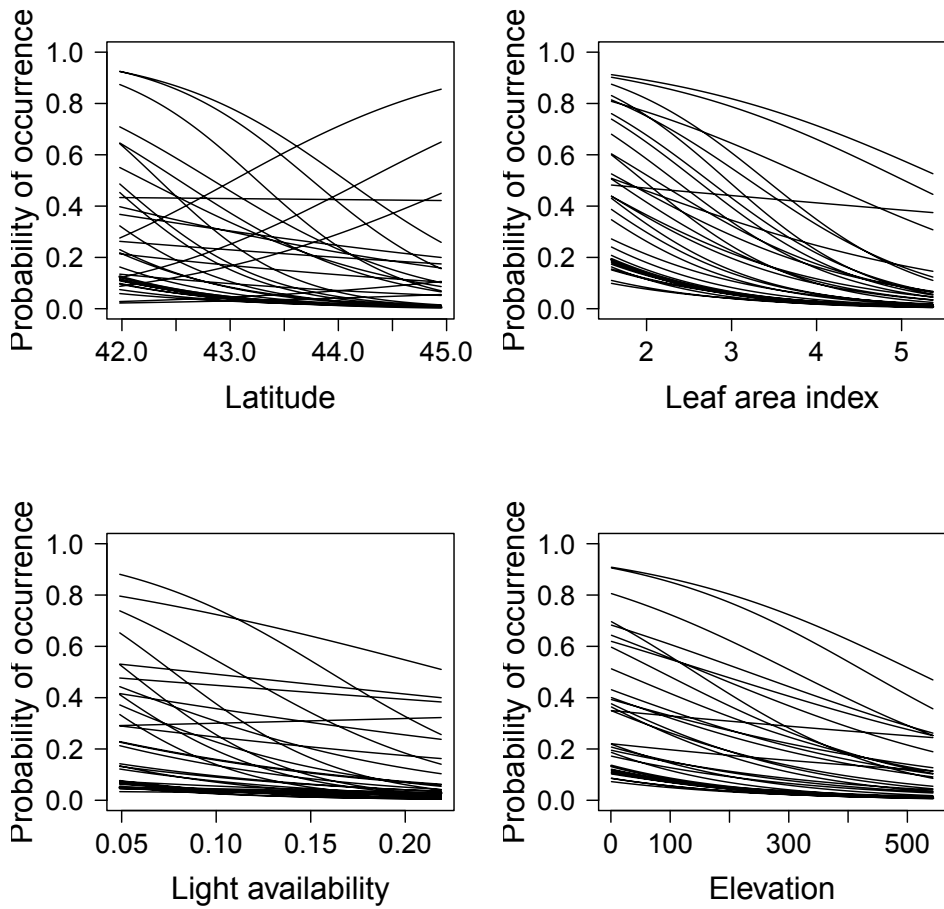 Probability of occurrence
1.0
0.8
0.6
0.4
0.2
0.0
42.0 43.0 44.0 45.0
Latitude
Probability of occurrence
1.0
0.8
0.6
0.4
0.2
0.0
2 3 4 5
Leaf area index
Probability of occurrence
1.0
0.8
0.6
0.4
0.2
0.0
0.05 0.10 0.15 0.20
Light availability
Probability of occurrence
1.0
0.8
0.6
0.4
0.2
0.0
0 100 300 500
Elevation